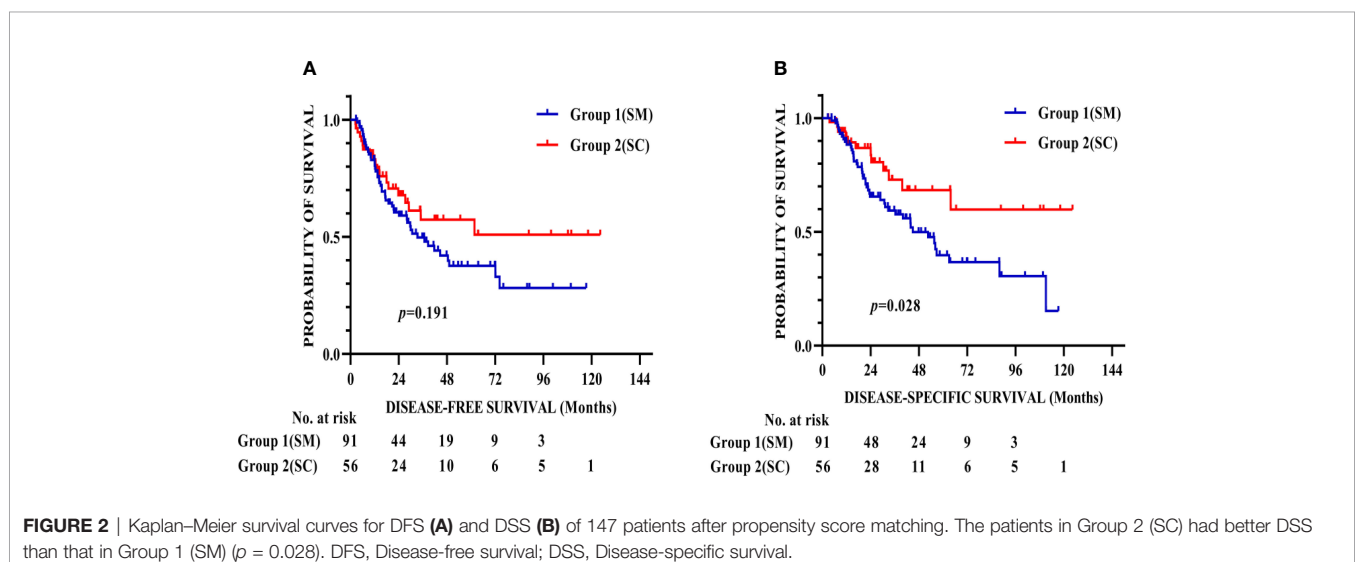 A
PROBABILITY OF SURVIVAL
1.0
0.5
0.0
Group 1(SM)
Group 2(SC)
p=0.191
0 24 48 72 96 120 144
DISEASE-FREE SURVIVAL (Months)
No. at risk
Group 1(SM) 91 44 19 9 3
Group 2(SC) 56 24 10 6 5 1
B
PROBABILITY OF SURVIVAL
1.0
0.5
0.0
Group 1(SM)
Group 2(SC)
p=0.028
0 24 48 72 96 120 144
DISEASE-SPECIFIC SURVIVAL (Months)
No. at risk
Group 1(SM) 91 48 24 9 3
Group 2(SC) 56 28 11 6 5 1
FIGURE 2 | Kaplan–Meier survival curves for DFS (A) and DSS (B) of 147 patients after propensity score matching. The patients in Group 2 (SC) had better DSS
than that in Group 1 (SM) (p = 0.028). DFS, Disease-free survival; DSS, Disease-specific survival.